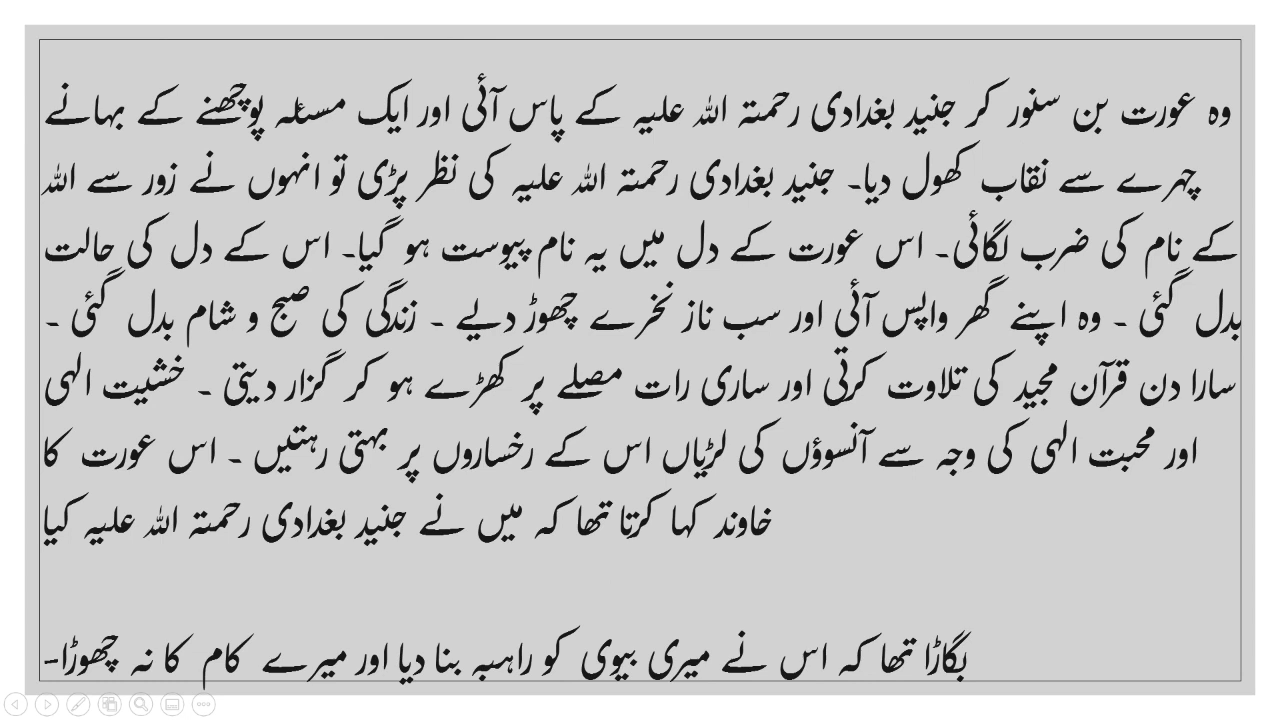 وہ عورت بن سنور کر جنید بغدادی رحمتہ اللہ علیہ کے پاس آئی اور ایک مسئلہ پوچھنے کے بہانے
چہرے سے نقاب کھول دیا۔ جنید بغدادی رحمتہ اللہ علیہ کی نظر پڑی تو انہوں نے زور سے اللہ
کے نام کی ضرب لگائی۔ اس عورت کے دل میں یہ نام پیوست ہو گیا۔ اس کے دل کی حالت
بدل گئی ۔ وہ اپنے گھر واپس آئی اور سب ناز نخرے چھوڑ دیے ۔ زندگی کی صبح و شام بدل گئی ۔
سارا دن قرآن مجید کی تلاوت کرتی اور ساری رات مصلے پر کھڑے ہو کر گزار دیتی ۔ خشیت الہی
اور محبت الہی کی وجہ سے آنسوؤں کی لڑیاں اس کے رخساروں پر بہتی رہتیں ۔ اس عورت کا
خاوند کہا کرتا تھا کہ میں نے جنید بغدادی رحمتہ اللہ علیہ کیا
بگاڑا تھا کہ اس نے میری بیوی کو راہبہ بنا دیا اور میرے کام کا نہ چھوڑا-